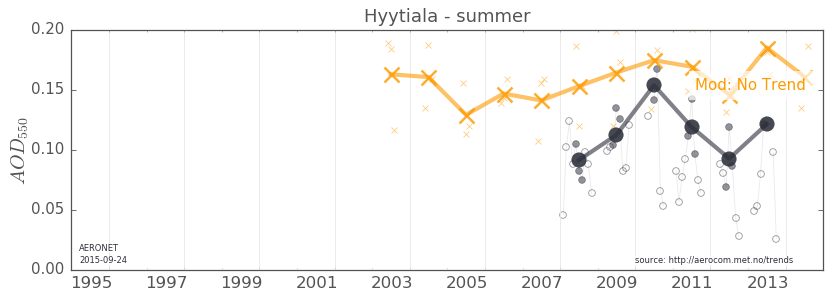 Hyytiala - summer
0.20
0.15
0.10
0.05
0.00
AOD550
Mod: No Trend
AERONET
2015-09-24
source: http://aerocom.met.no/trends
1995 1997 1999 2001 2003 2005 2007 2009 2011 2013